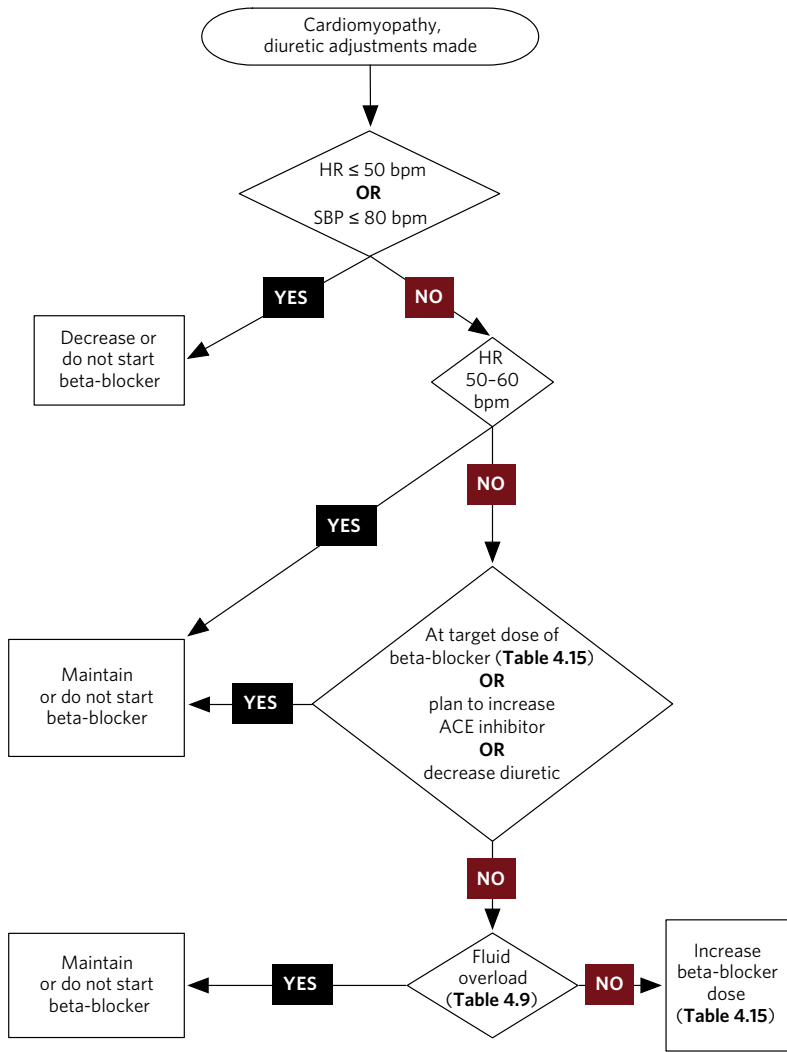 Cardiomyopathy,
diuretic adjustments made
HR ≤ 50 bpm
OR
SBP ≤ 80 bpm
YES
NO
Decrease or
do not start
beta-blocker
HR
50–60
bpm
NO
YES
At target dose of
beta-blocker (Table 4.15)
OR
plan to increase
ACE inhibitor
OR
decrease diuretic
Maintain
or do not start
beta-blocker
YES
NO
Maintain
or do not start
beta-blocker
YES
Fluid
overload
(Table 4.9)
NO
Increase
beta-blocker
dose
(Table 4.15)